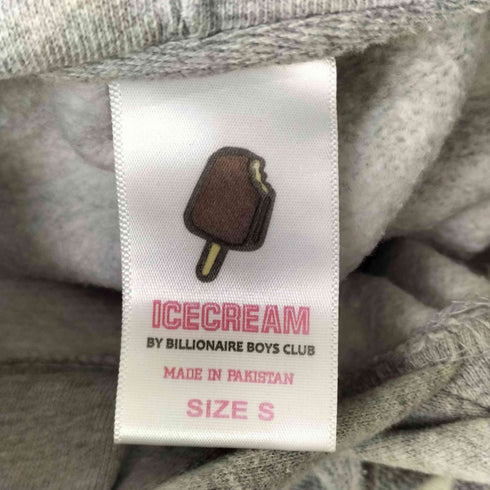 ICECREAM
BY BILLIONAIRE BOYS CLUB
MADE IN PAKISTAN
SIZE S